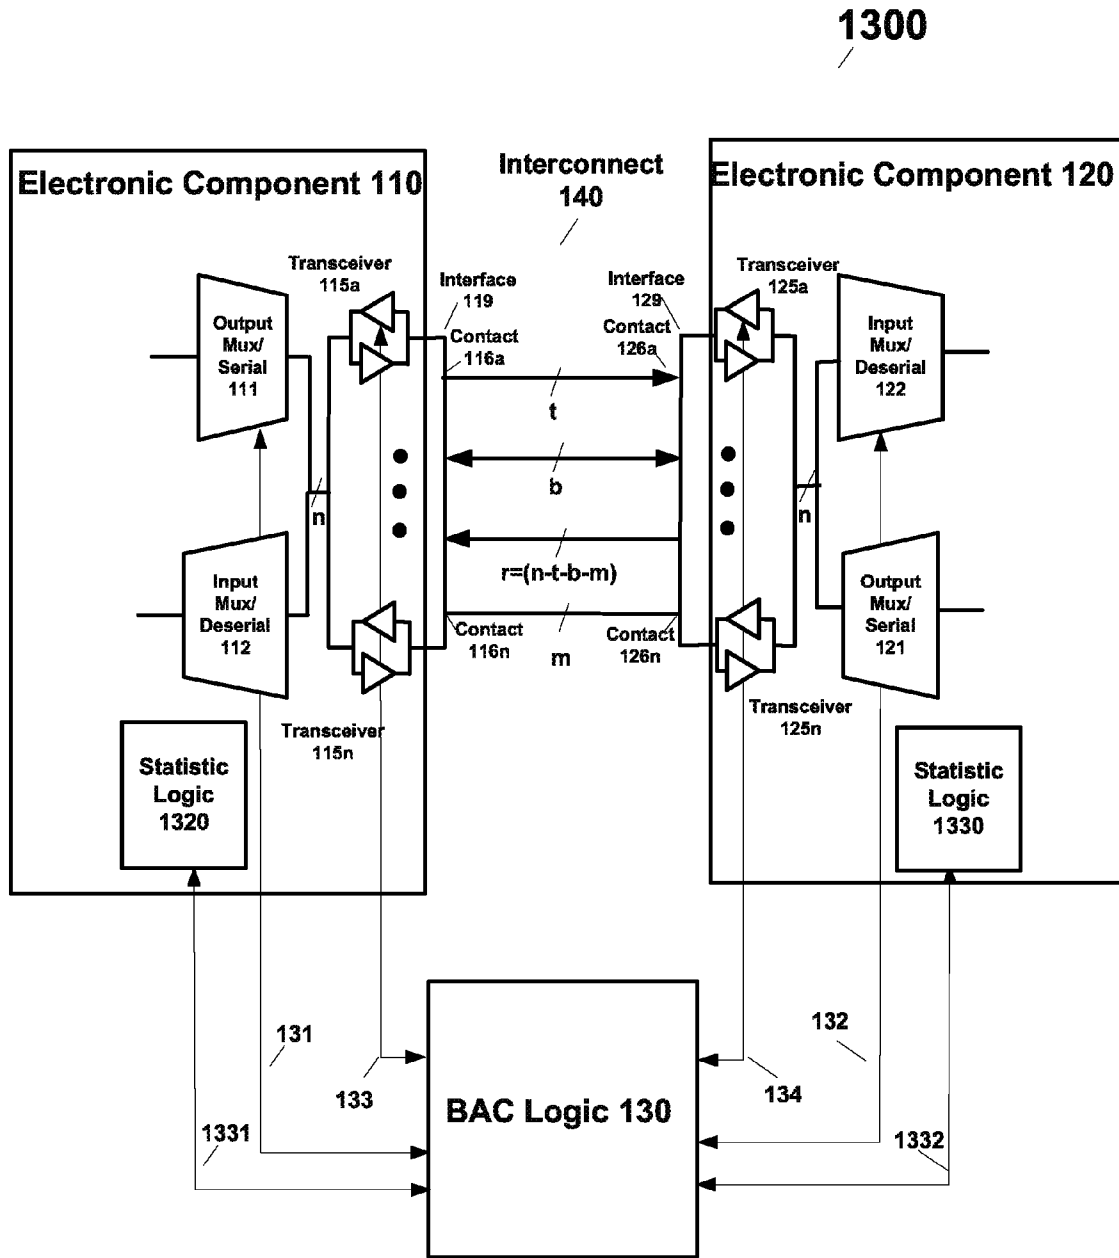 1300
Electronic Component 110
Interconnect
140
Electronic Component 120
Transceiver
115a
Interface
119
Contact
116a
Interface
129
Contact
126a
Transceiver
125a
Output
Mux/
Serial
111
Input
Mux/
Deserial
122
t
b
n
n
r=(n-t-b-m)
Input
Mux/
Deserial
112
Contact
116n
m
Contact
126n
Output
Mux/
Serial
121
Transceiver
115n
Transceiver
125n
Statistic
Logic
1320
Statistic
Logic
1330
131
133
132
134
BAC Logic 130
1331
1332